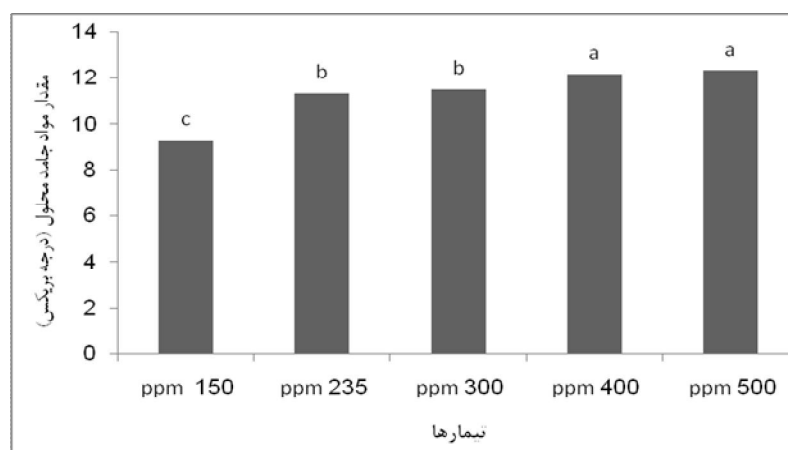 مقدار مواد جامد محلول (درجه بریکس)
14
12
10
8
6
4
2
0
c
b
b
a
a
ppm 150
ppm 235
ppm 300
ppm 400
ppm 500
تیمارها